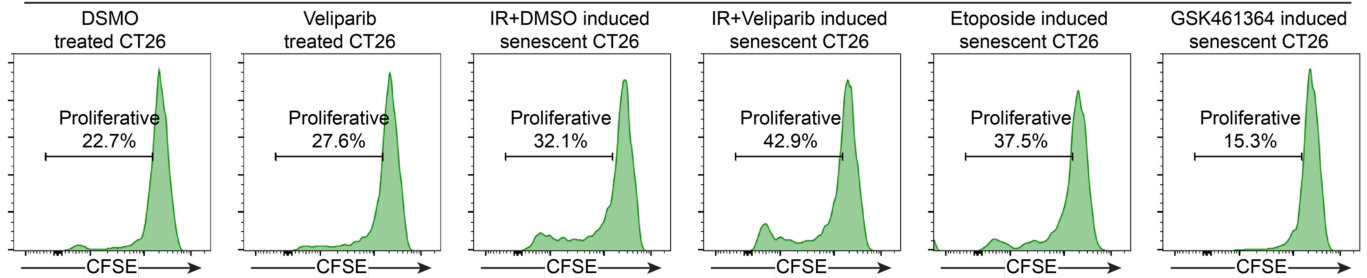 DSMO
treated CT26
Proliferative
22.7%
CFSE
Veliparib
treated CT26
Proliferative
27.6%
CFSE
IR+DMSO induced
senescent CT26
Proliferative
32.1%
CFSE
IR+Veliparib induced
senescent CT26
Proliferative
42.9%
CFSE
Etoposide induced
senescent CT26
Proliferative
37.5%
CFSE
GSK461364 induced
senescent CT26
Proliferative
15.3%
CFSE